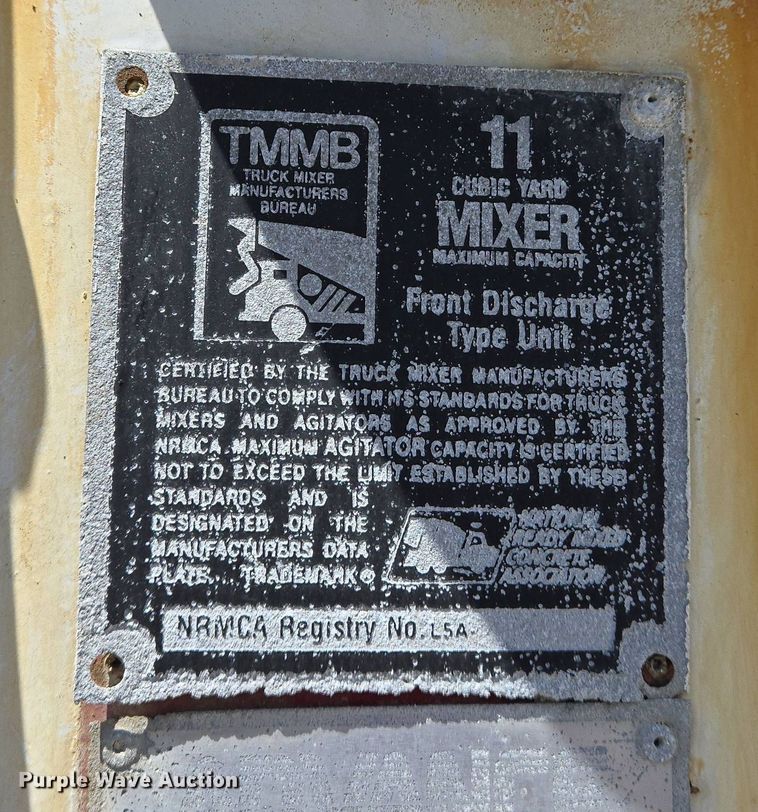 TMMB
TRUCK MIXER
MANUFACTURERS
BUREAU
11
CUBIC YARD
MIXER
MAXIMUM CAPACITY
Front Discharge
Type Unit
CERTIFIED BY THE TRUCK MIXER MANUFACTURERS
BUREAU TO COMPLY WITH ITS STANDARDS FOR TRUCK
MIXERS AND AGITATORS AS APPROVED BY THE
NRMCA. MAXIMUM AGITATOR CAPACITY IS CERTIFIED
NOT TO EXCEED THE LIMIT ESTABLISHED BY THESE
STANDARDS AND IS
DESIGNATED ON THE
MANUFACTURERS DATA
PLATE. TRADEMARK ®
NATIONAL
READY MIXED
CONCRETE
ASSOCIATION
NRMCA Registry No. L5A-
Purple Wave Auction